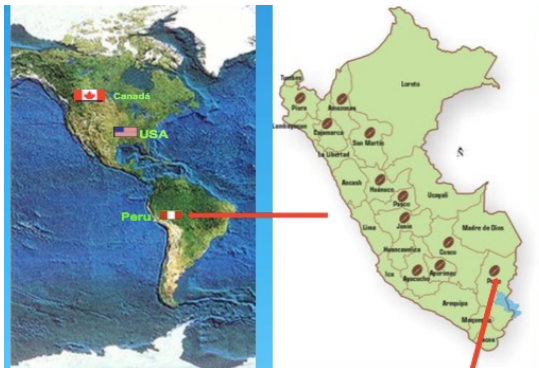 Canadá
USA
Peru
Tumbes
Piura
Lambayeque
Amazonas
Loreto
Cajamarca
San Martín
La Libertad
Ancash
Huánuco
Pasco
Ucayali
Lima
Junín
Madre de Dios
Huancavelica
Cusco
Ica
Ayacucho
Apurimac
Arequipa
Moquegua